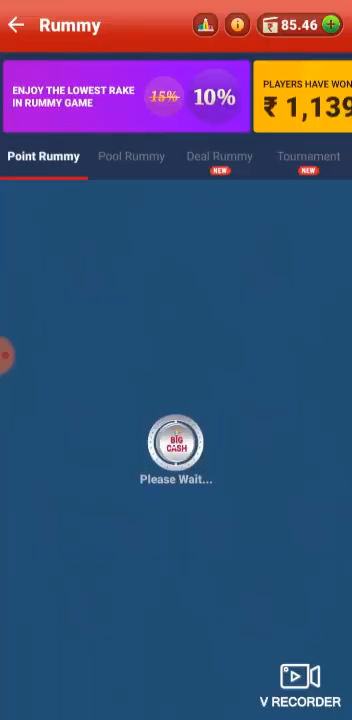 Rummy
85.46
ENJOY THE LOWEST RAKE
IN RUMMY GAME
15%
10%
PLAYERS HAVE WON
₹ 1,139
Point Rummy
Pool Rummy
Deal Rummy
Tournament
NEW
NEW
BIG
CASH
Please Wait...
V RECORDER